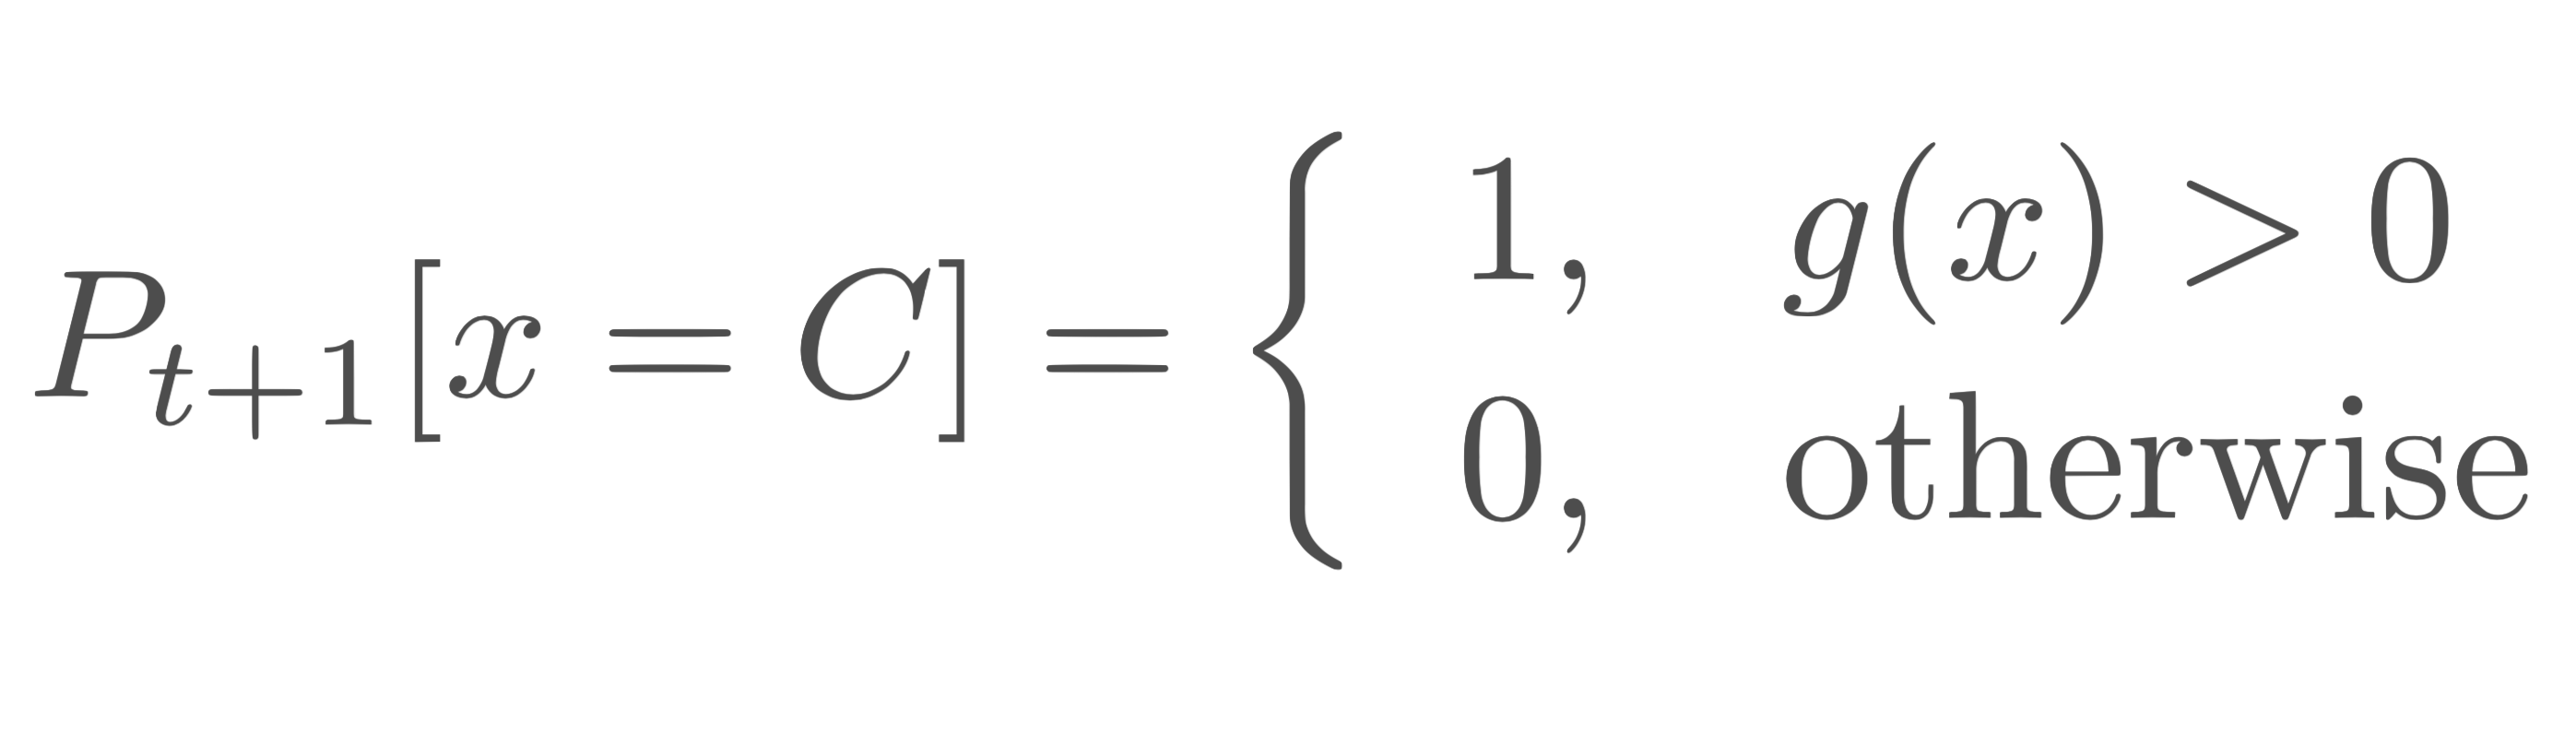 P_{t+1}[x = C] = { 1, g(x) > 0
0, otherwise